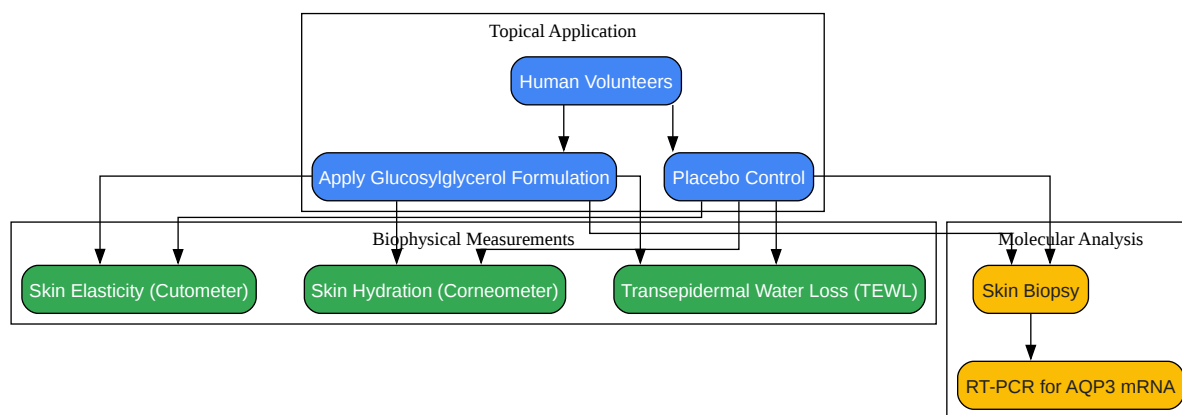 Topical Application
Human Volunteers
Apply Glucosylglycerol Formulation
Placebo Control
Biophysical Measurements
Molecular Analysis
Skin Elasticity (Cutometer)
Skin Hydration (Corneometer)
Transepidermal Water Loss (TEWL)
Skin Biopsy
RT-PCR for AQP3 mRNA